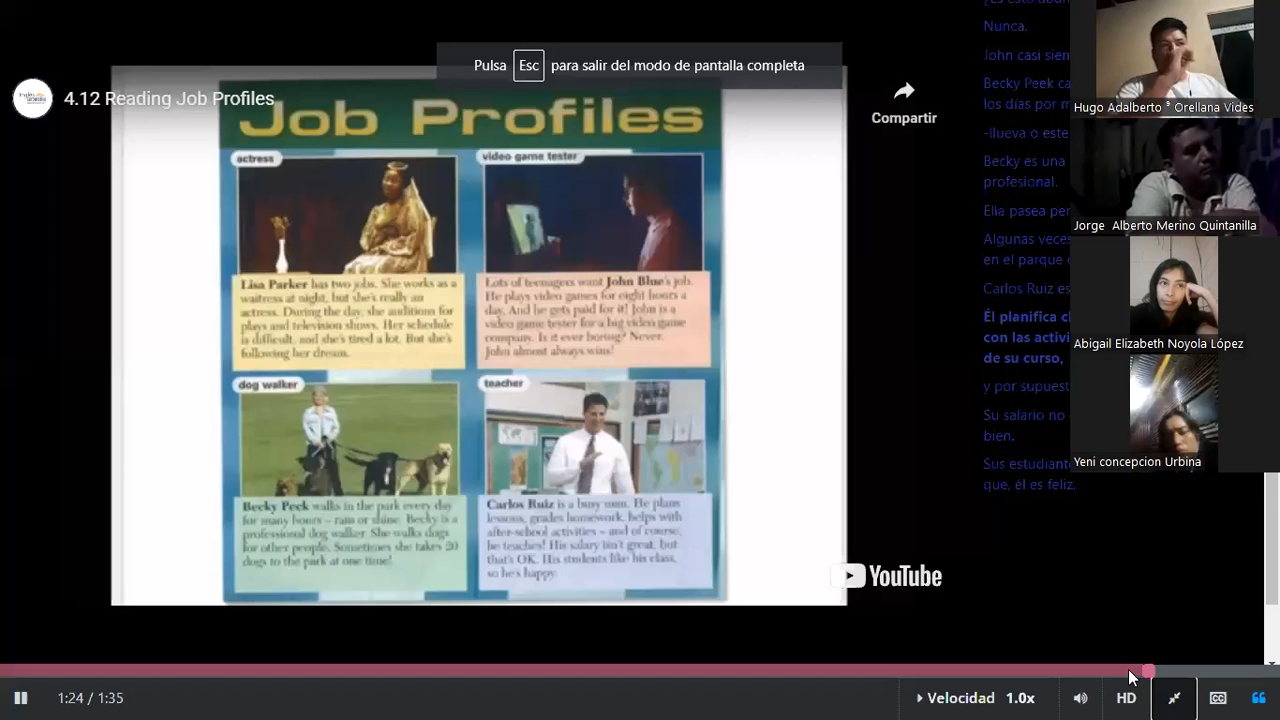 Pulsa Esc para salir del modo de pantalla completa
4.12 Reading Job Profiles
Compartir
Job Profiles
actress
video game tester
Lisa Parker has two jobs. She works as a
waitress at night, but she's really an
actress. During the day, she auditions for
plays and television shows. Her schedule
is difficult, and she's tired a lot. But she's
following her dream.
Lots of teenagers want John Blue's job.
He plays video games for eight hours a
day. And he gets paid for it! John is a
video game tester for a big video game
company. Is it ever boring? Never.
John almost always wins!
dog walker
teacher
Becky Peck walks in the park every day
for many hours – rain or shine. Becky is a
professional dog walker. She walks dogs
for other people. Sometimes she takes 20
dogs to the park at one time!
Carlos Ruiz is a busy man. He plans
lessons, grades homework, helps with
after-school activities – and of course,
he teaches! His salary isn't great, but
that's OK. His students like his class,
so he's happy.
YouTube
Nunca.
John casi
Becky Peek
los días por
-llueva o este
Becky es una
profesional.
Ella pasea
Algunas veces
en el parque
Carlos Ruiz
Él planifica
con las
de su curso,
y por
Su salario no
bien.
Sus
que, él es feliz.
Hugo Adalberto ° Orellana Vides
Jorge Alberto Merino Quintanilla
Abigail Elizabeth Noyola López
Yeni concepcion Urbina
1:24 / 1:35
Velocidad 1.0x
HD
CC